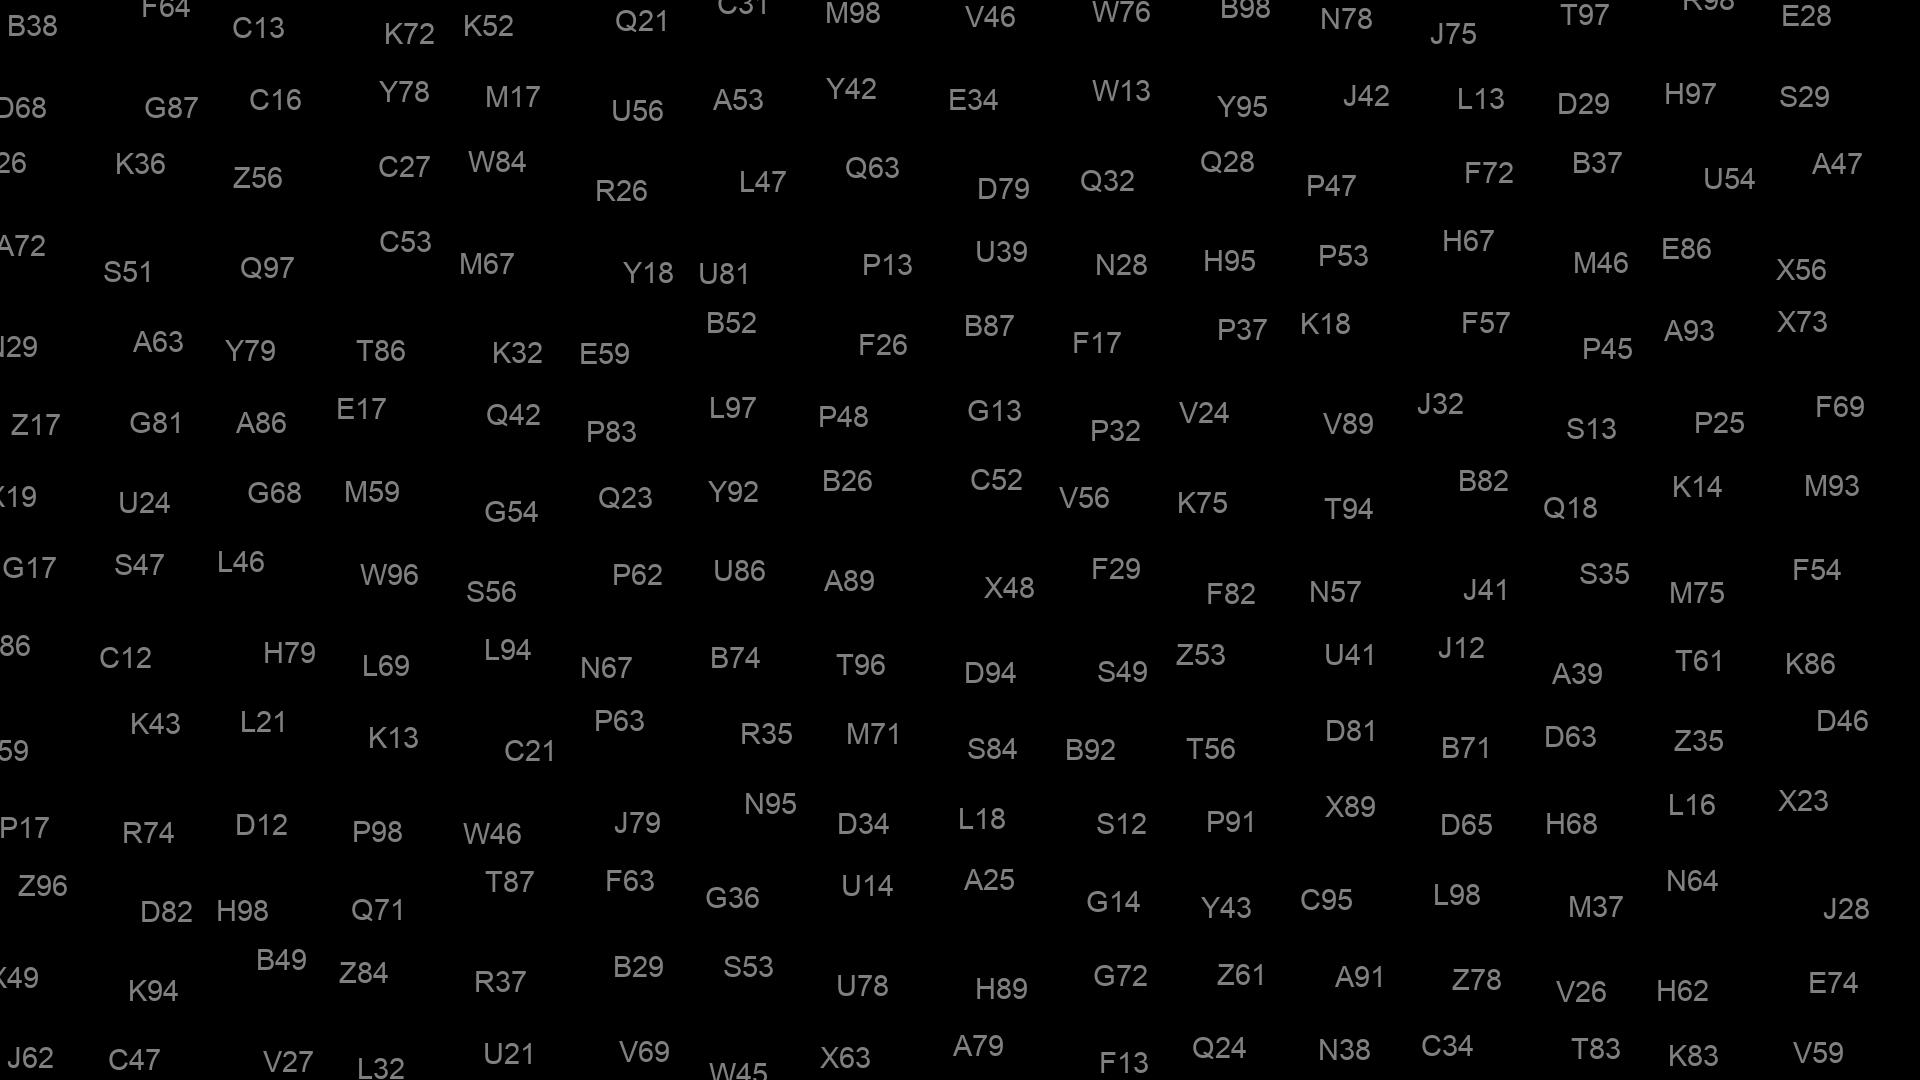 B38 F64 C13 K72 K52 Q21 C31 M98 V46 W76 B98 N78 J75 T97 R98 E28
D68 G87 C16 Y78 M17 U56 A53 Y42 E34 W13 Y95 J42 L13 D29 H97 S29
26 K36 Z56 C27 W84 R26 L47 Q63 D79 Q32 Q28 P47 F72 B37 U54 A47
A72 S51 Q97 C53 M67 Y18 U81 P13 U39 N28 H95 P53 H67 M46 E86 X56
29 A63 Y79 T86 K32 E59 B52 F26 B87 F17 P37 K18 F57 P45 A93 X73
Z17 G81 A86 E17 Q42 P83 L97 P48 G13 P32 V24 V89 J32 S13 P25 F69
19 U24 G68 M59 G54 Q23 Y92 B26 C52 V56 K75 T94 B82 Q18 K14 M93
G17 S47 L46 W96 S56 P62 U86 A89 X48 F29 F82 N57 J41 S35 M75 F54
86 C12 H79 L69 L94 N67 B74 T96 D94 S49 Z53 U41 J12 A39 T61 K86
59 K43 L21 K13 C21 P63 R35 M71 S84 B92 T56 D81 B71 D63 Z35 D46
P17 R74 D12 P98 W46 J79 N95 D34 L18 S12 P91 X89 D65 H68 L16 X23
Z96 D82 H98 Q71 T87 F63 G36 U14 A25 G14 Y43 C95 L98 M37 N64 J28
49 K94 B49 Z84 R37 B29 S53 U78 H89 G72 Z61 A91 Z78 V26 H62 E74
J62 C47 V27 L32 U21 V69 W45 X63 A79 F13 Q24 N38 C34 T83 K83 V59